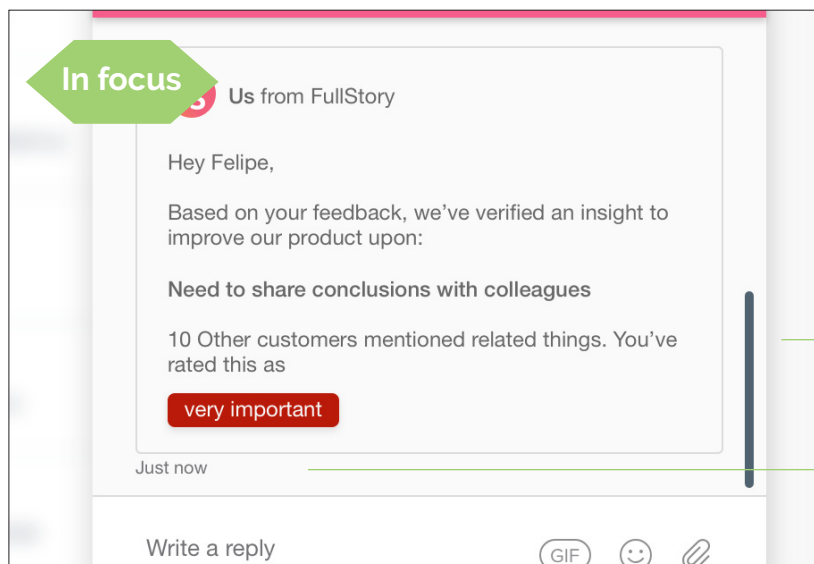 In focus
Us from FullStory
Hey Felipe,
Based on your feedback, we've verified an insight to
improve our product upon:
Need to share conclusions with colleagues
10 Other customers mentioned related things. You've
rated this as
very important
Just now
Write a reply
GIF